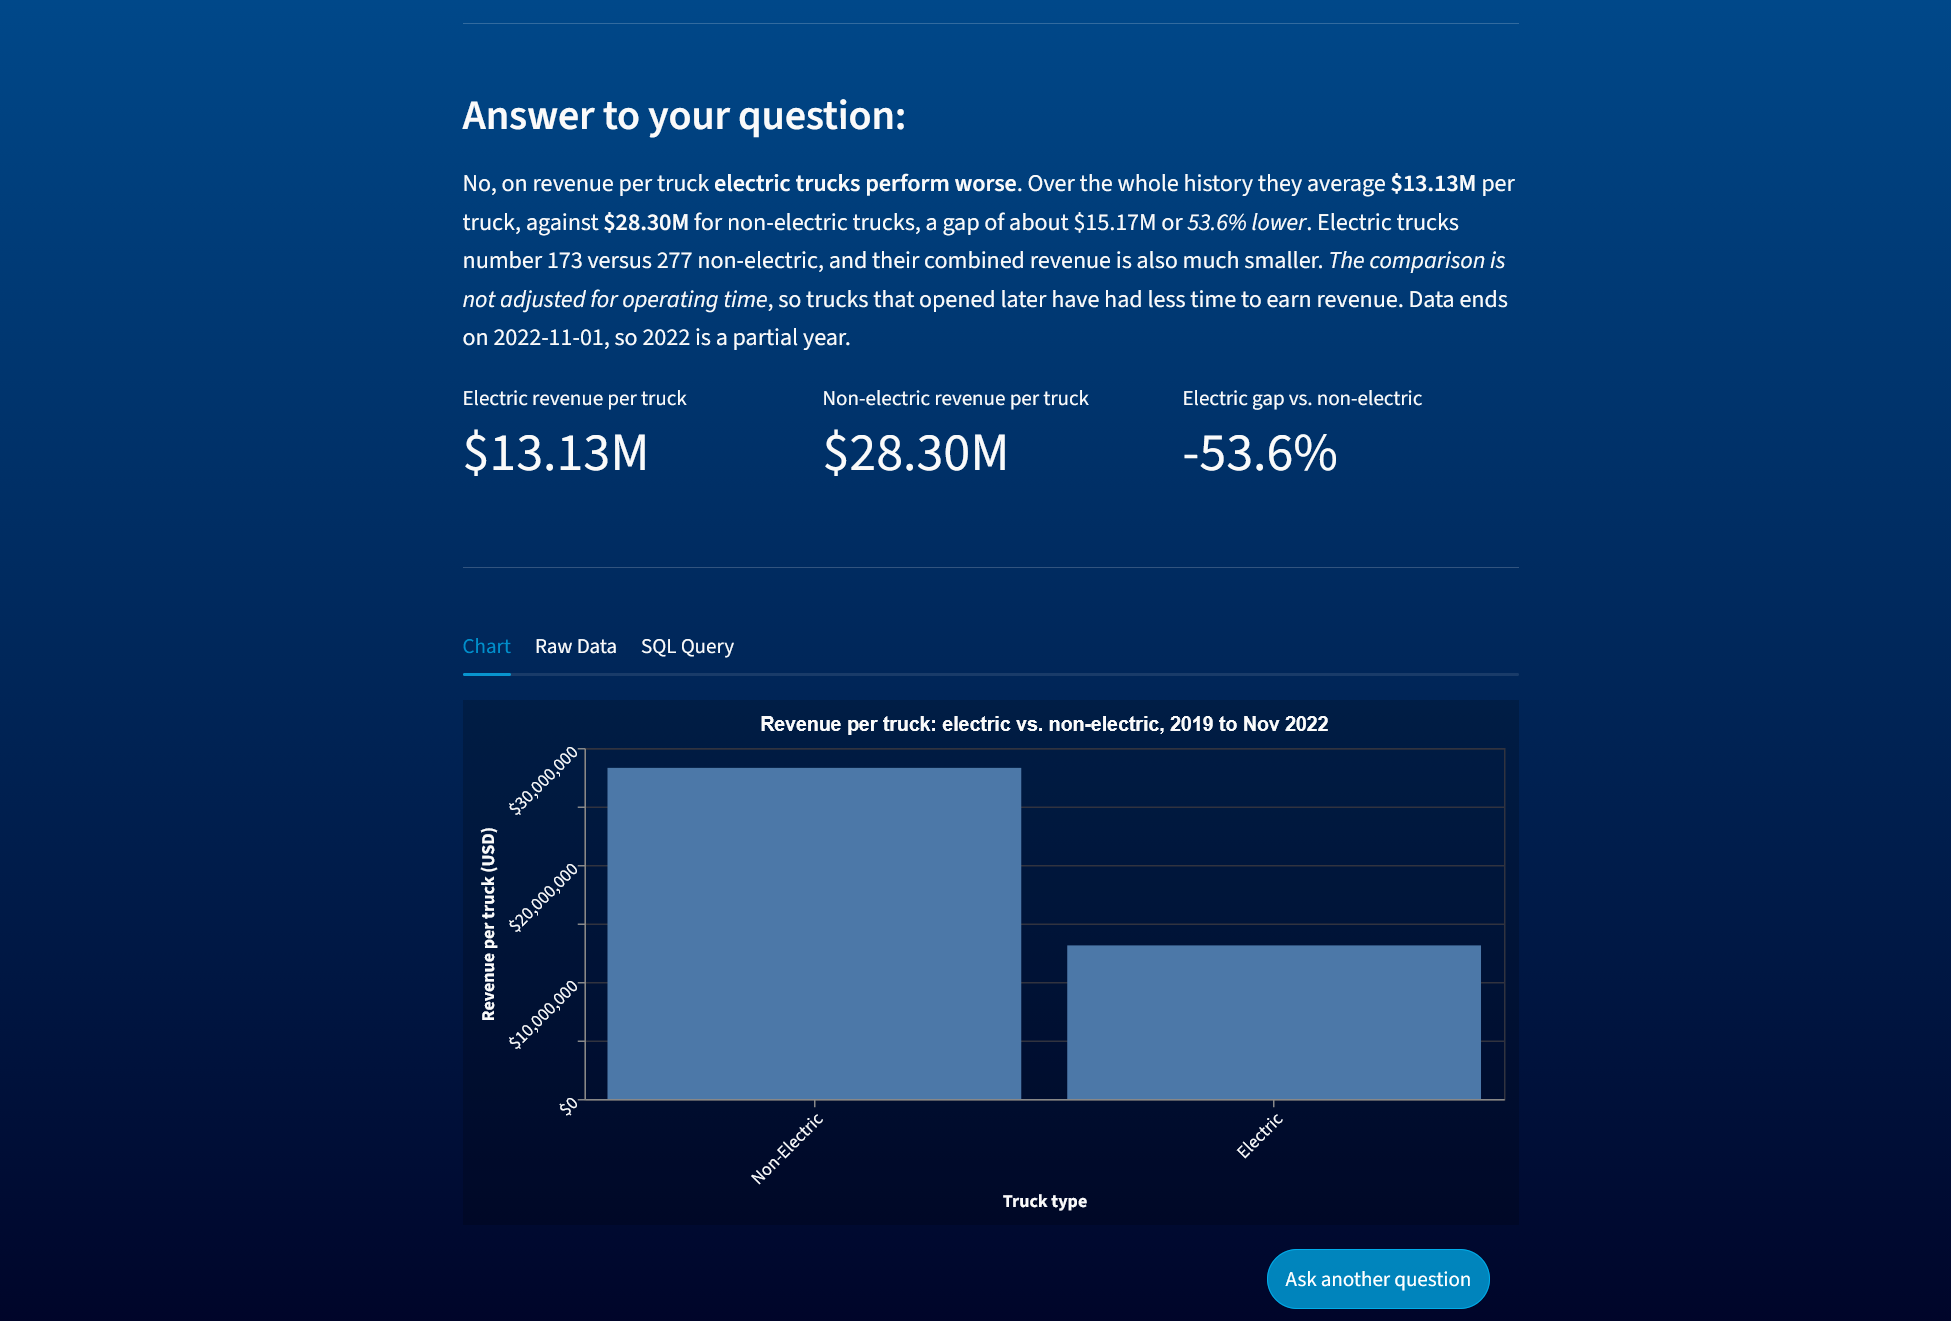 Answer to your question:
No, on revenue per truck electric trucks perform worse. Over the whole history they average $13.13M per
truck, against $28.30M for non-electric trucks, a gap of about $15.17M or 53.6% lower. Electric trucks
number 173 versus 277 non-electric, and their combined revenue is also much smaller. The comparison is
not adjusted for operating time, so trucks that opened later have had less time to earn revenue. Data ends
on 2022-11-01, so 2022 is a partial year.
Electric revenue per truck
$13.13M
Non-electric revenue per truck
$28.30M
Electric gap vs. non-electric
-53.6%
Chart Raw Data SQL Query
Revenue per truck: electric vs. non-electric, 2019 to Nov 2022
Revenue per truck (USD)
$30,000,000
$20,000,000
$10,000,000
$0
Non-Electric
Electric
Truck type
Ask another question